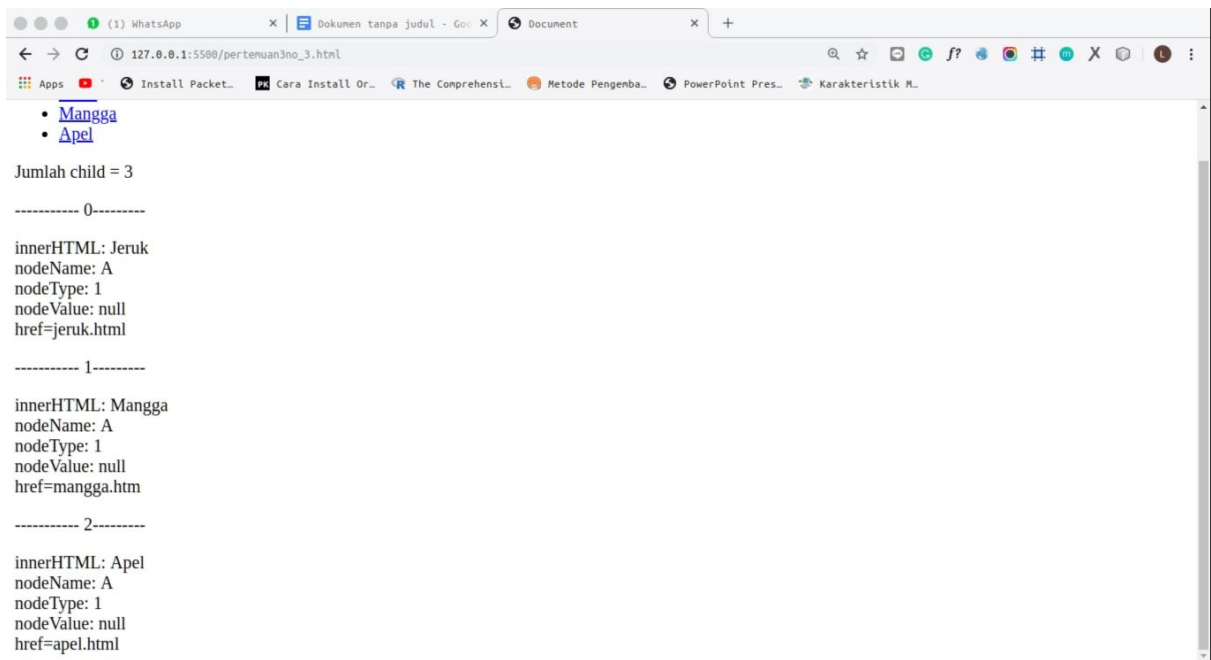 (1) WhatsApp
Dokumen tanpa judul - Goo
Document
127.0.0.1:5500/pertemuan3no_3.html
f?
L
Apps
Install Packet…
PK Cara Install Or…
R The Comprehensi…
Metode Pengemba…
PowerPoint Pres…
Karakteristik M…
Mangga
Apel
Jumlah child = 3
----------- 0---------
innerHTML: Jeruk
nodeName: A
nodeType: 1
nodeValue: null
href=jeruk.html
----------- 1---------
innerHTML: Mangga
nodeName: A
nodeType: 1
nodeValue: null
href=mangga.htm
----------- 2---------
innerHTML: Apel
nodeName: A
nodeType: 1
nodeValue: null
href=apel.html